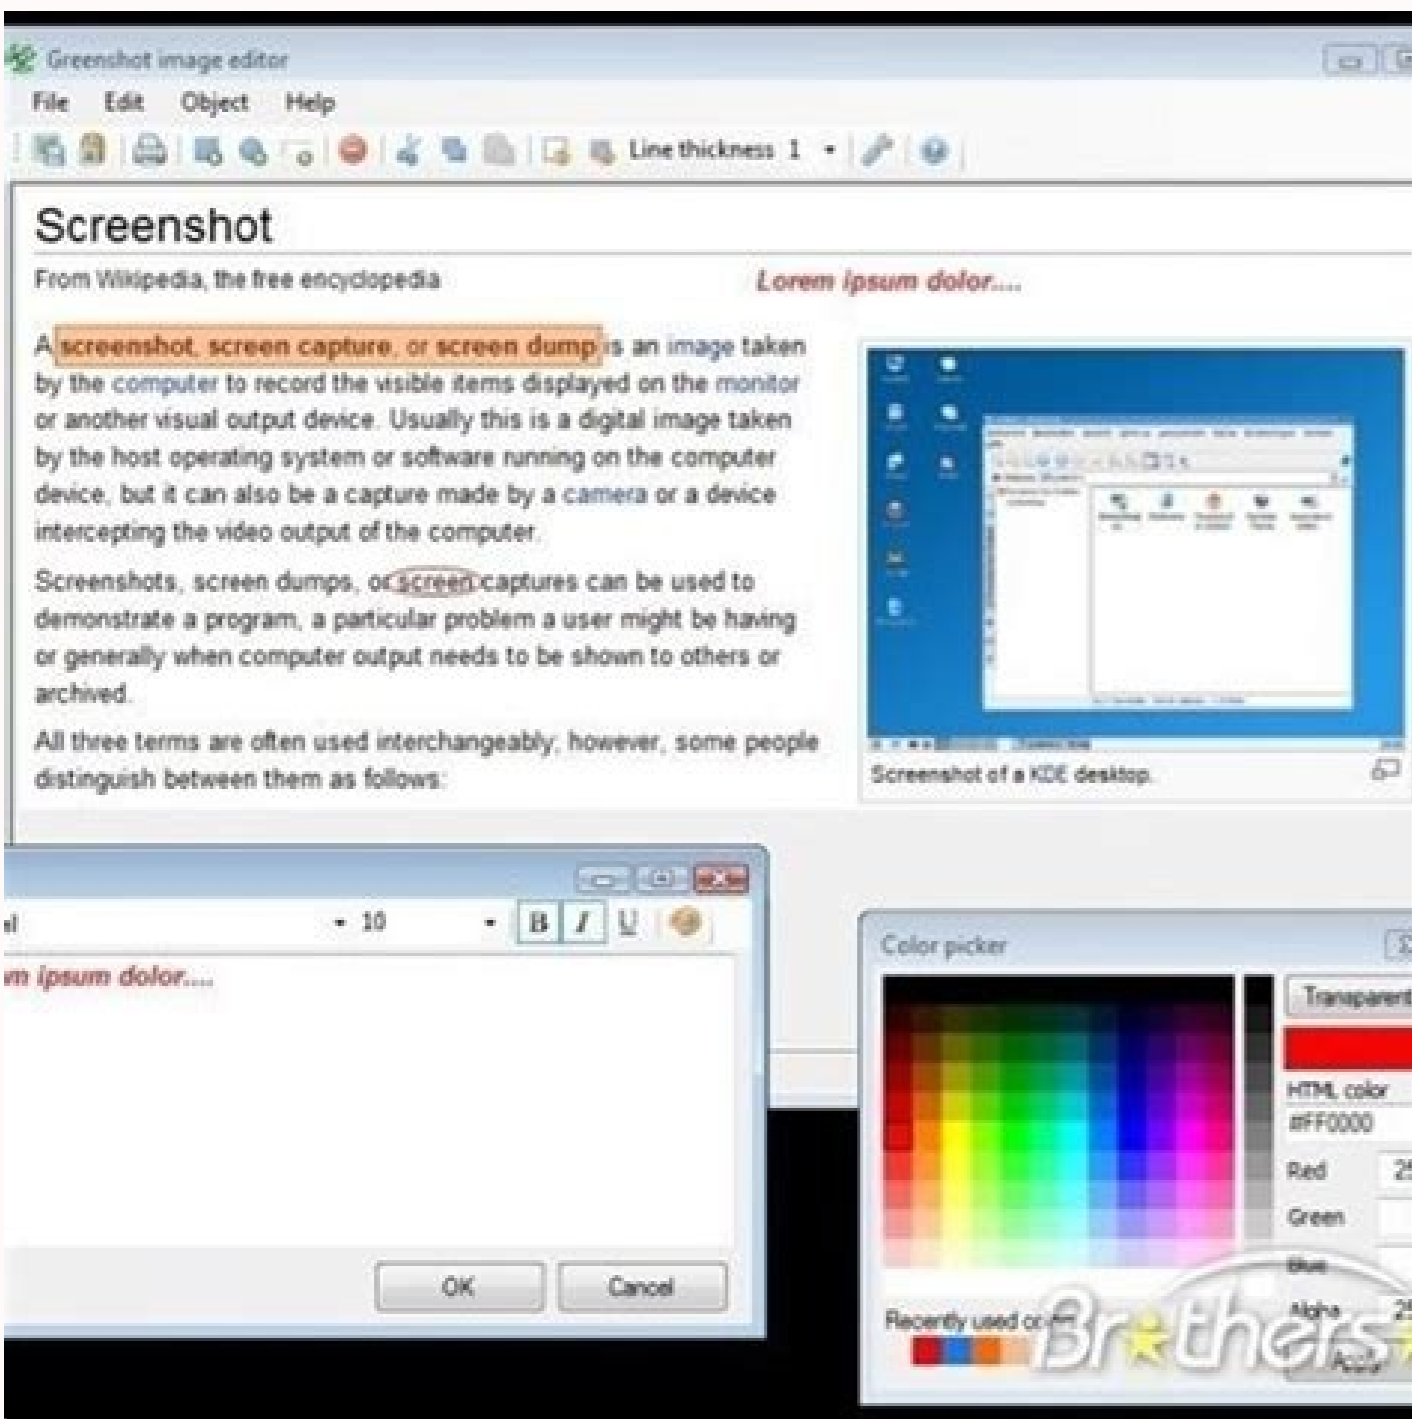 Greenshot image editor
File Edit Object Help
Line thickness 1
Screenshot
From Wikipedia, the free encyclopedia
Lorem ipsum dolor....
A screenshot, screen capture, or screen dump is an image taken
by the computer to record the visible items displayed on the monitor
or another visual output device. Usually this is a digital image taken
by the host operating system or software running on the computer
device, but it can also be a capture made by a camera or a device
intercepting the video output of the computer.
Screenshots, screen dumps, or screen captures can be used to
demonstrate a program, a particular problem a user might be having
or generally when computer output needs to be shown to others or
archived.
All three terms are often used interchangeably; however, some people
distinguish between them as follows:
Screenshot of a KDE desktop.
10 B I U
ipsum dolor....
OK Cancel
Color picker
Transparent
HTML color
#FF0000
Red 25
Green
Blue
Alpha 25
Recently used
Apply
Brothers